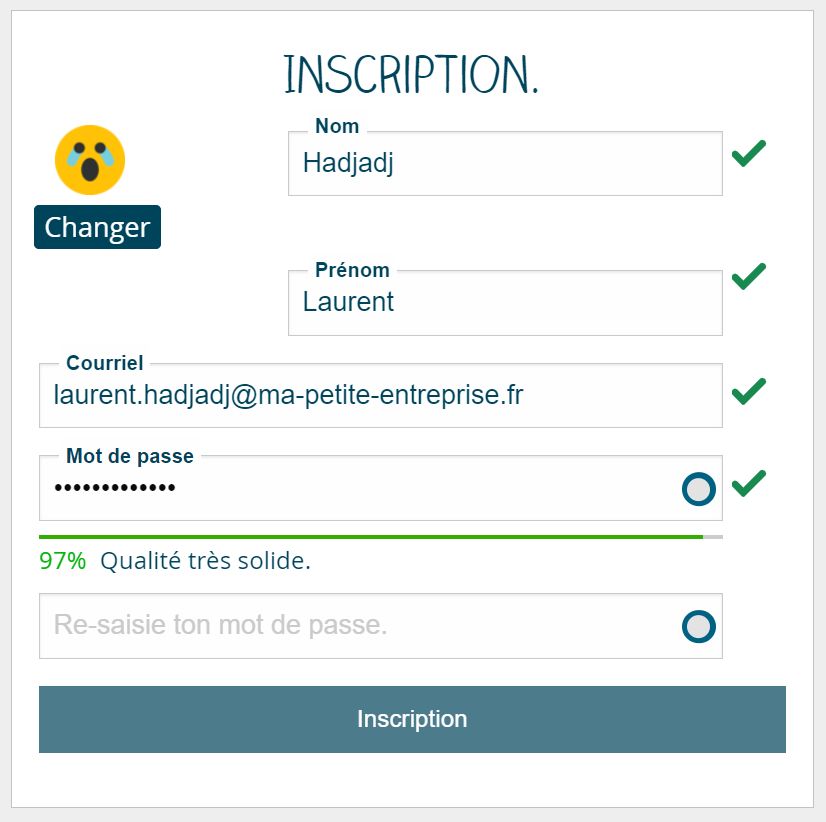 INSCRIPTION.
Nom
Hadjadj
Changer
Prénom
Laurent
Courriel
laurent.hadjadj@ma-petite-entreprise.fr
Mot de passe
•••••••••••••
97% Qualité très solide.
Re-saisie ton mot de passe.
Inscription